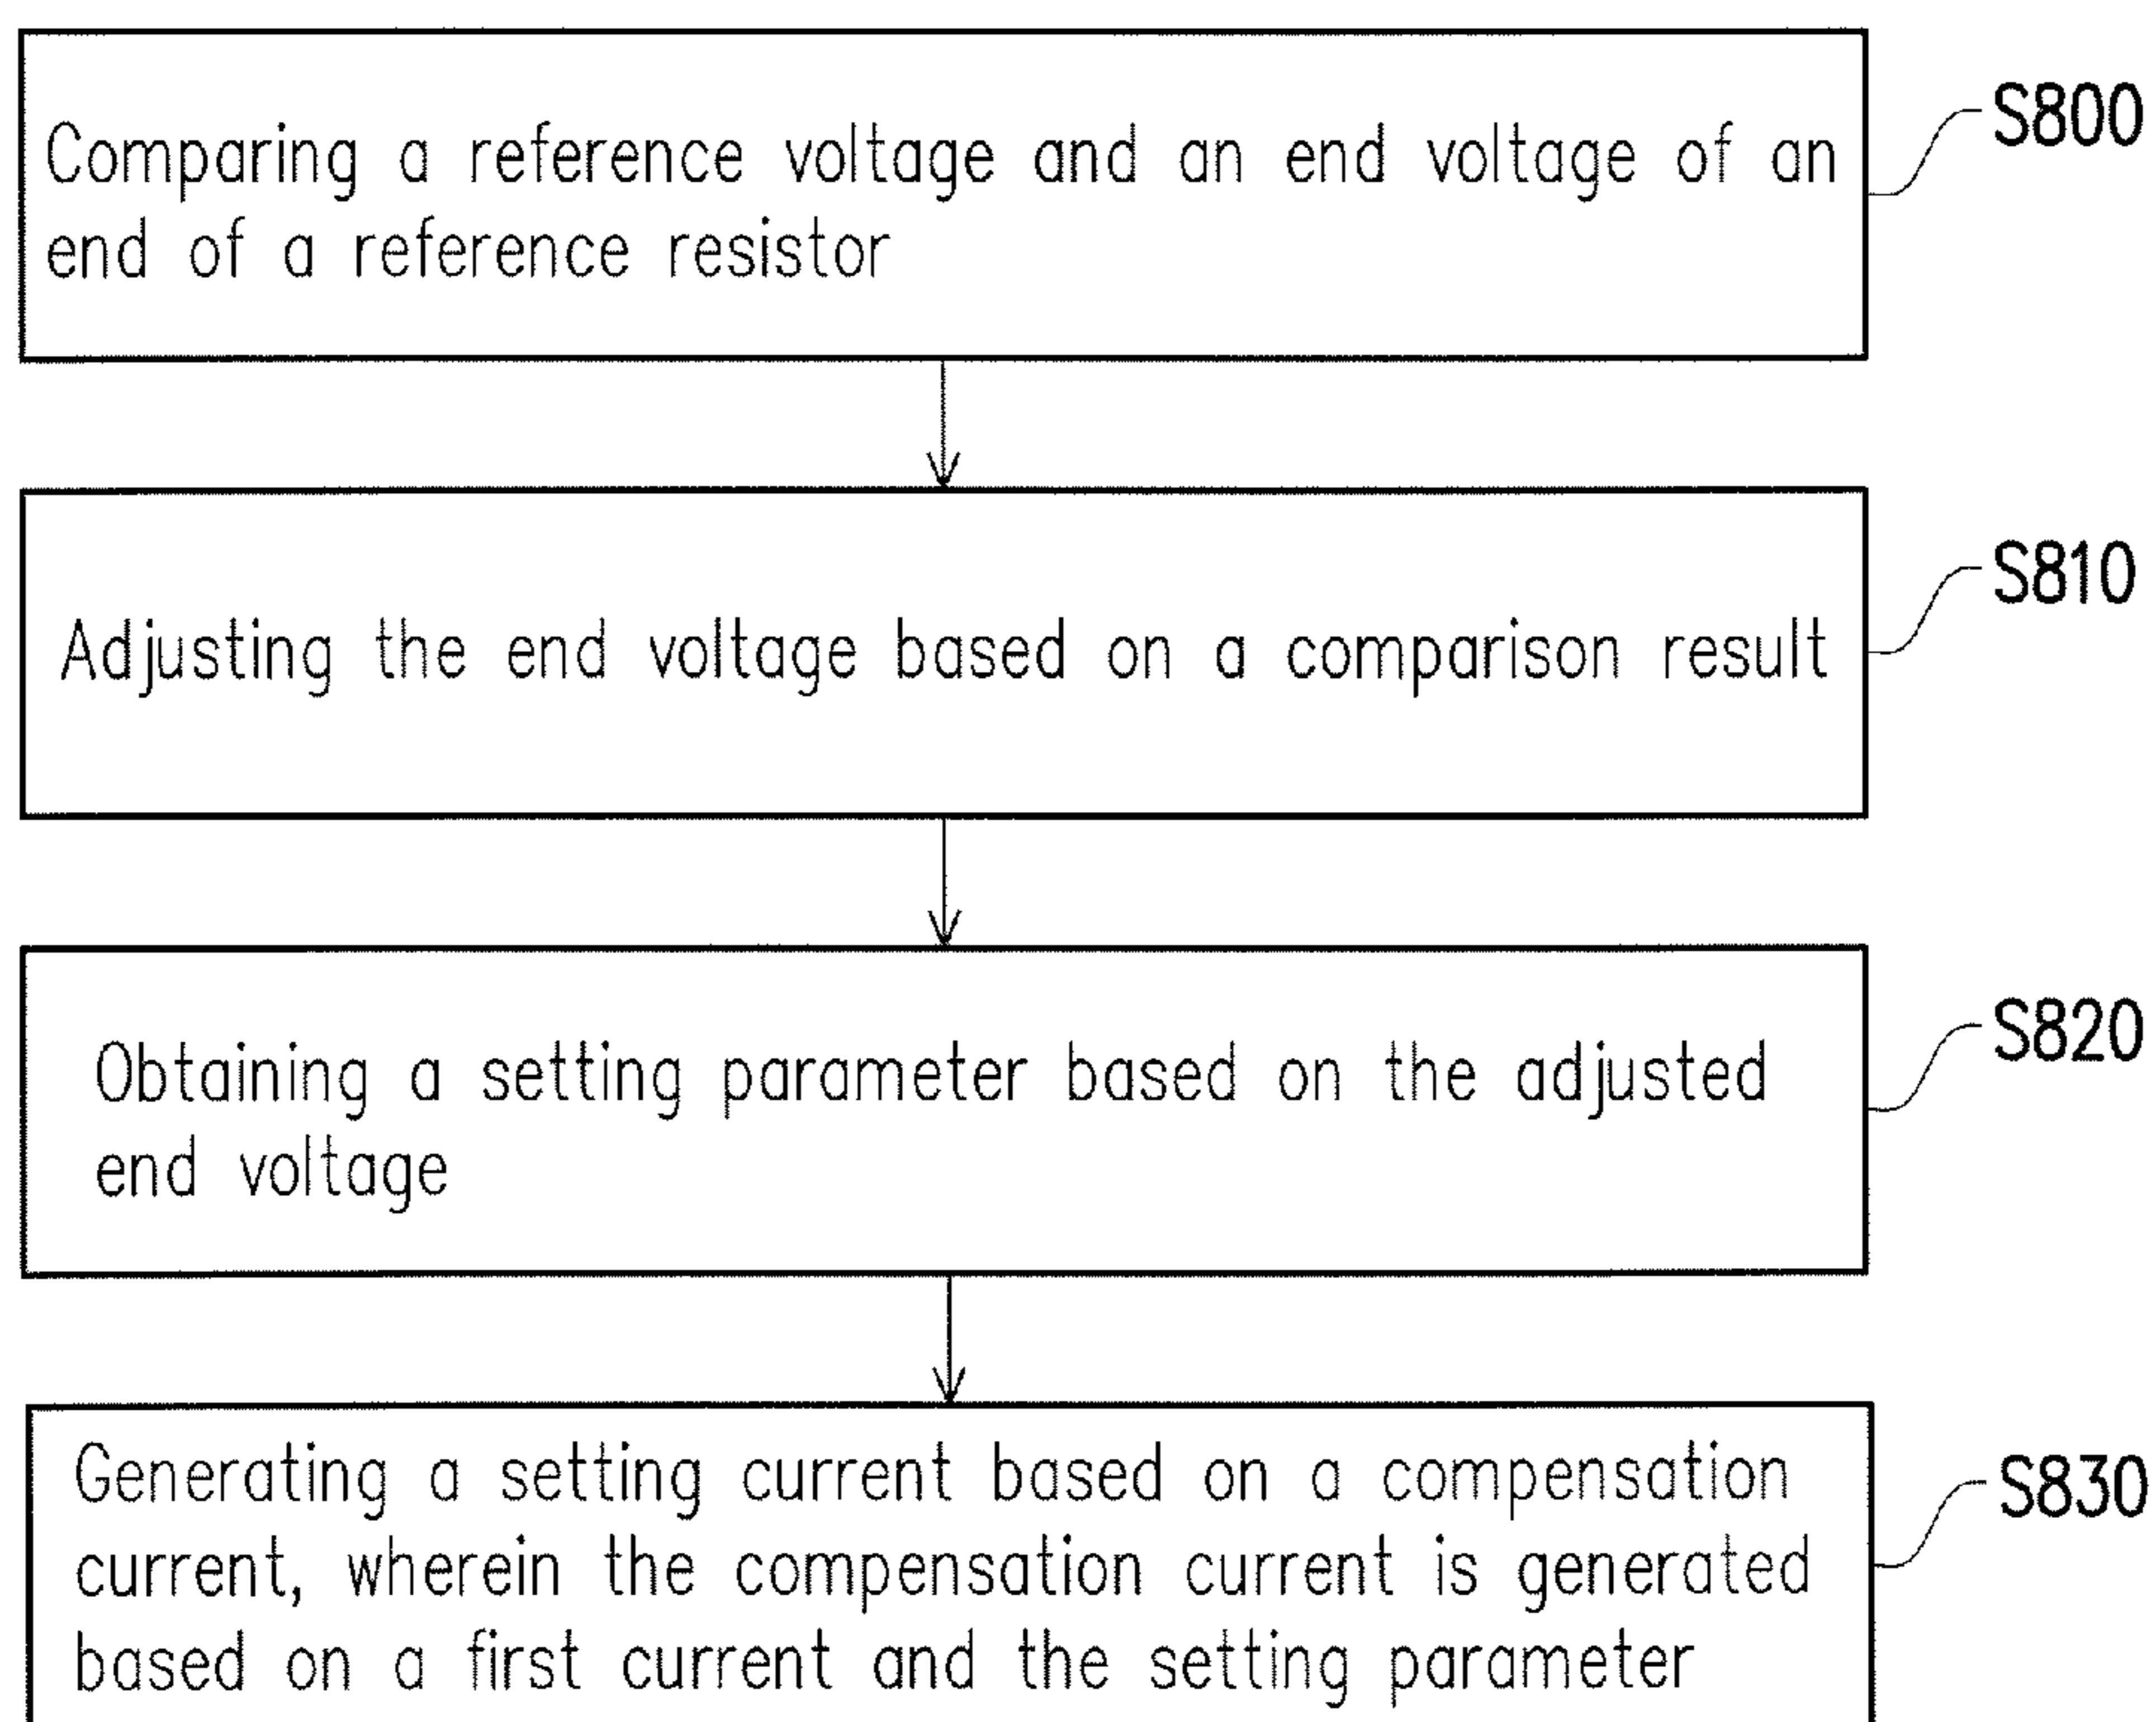 Comparing a reference voltage and an end voltage of an
end of a reference resistor
S800
Adjusting the end voltage based on a comparison result
S810
Obtaining a setting parameter based on the adjusted
end voltage
S820
Generating a setting current based on a compensation
current, wherein the compensation current is generated
based on a first current and the setting parameter
S830